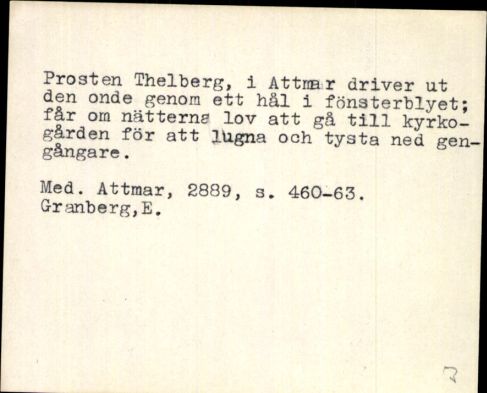 Prosten Thelberg, i Attmar driver ut
den onde genom ett hål i fönsterblyet;
får om nätterna lov att gå till kyrko-
gården för att lugna och tysta ned gen-
gångare.
Med. Attmar, 2889, s. 460-63.
Granberg,E.